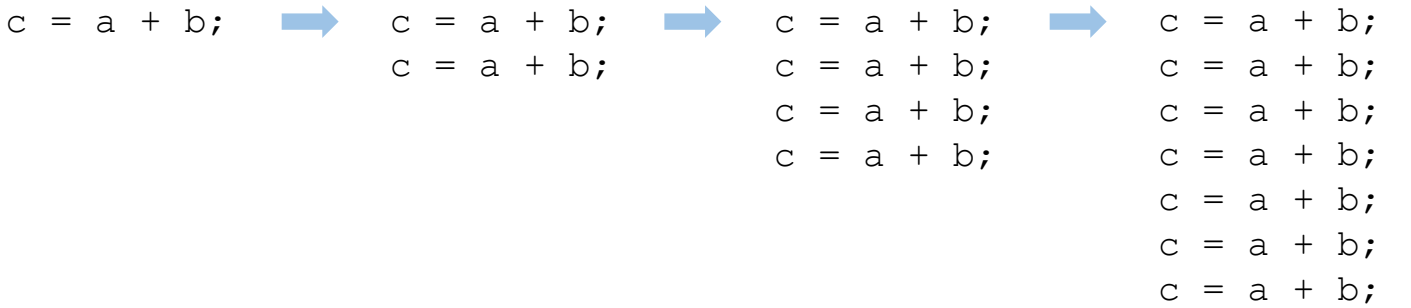 c = a + b;
c = a + b;
c = a + b;
c = a + b;
c = a + b;
c = a + b;
c = a + b;
c = a + b;
c = a + b;
c = a + b;
c = a + b;
c = a + b;
c = a + b;
c = a + b;